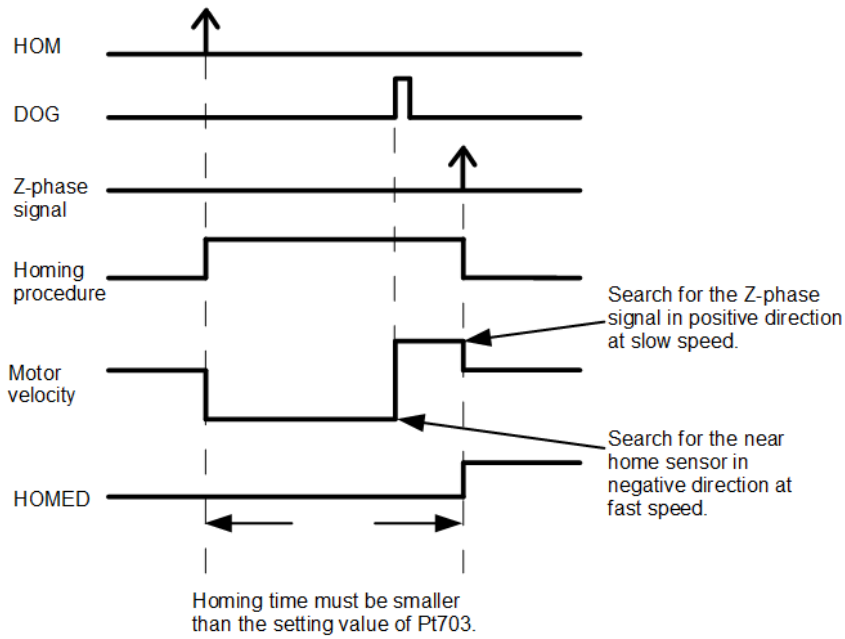 HOM
DOG
Z-phase
signal
Homing
procedure
Search for the Z-phase
signal in positive direction
at slow speed.
Motor
velocity
Search for the near
home sensor in
negative direction at
fast speed.
HOMED
Homing time must be smaller
than the setting value of Pt703.